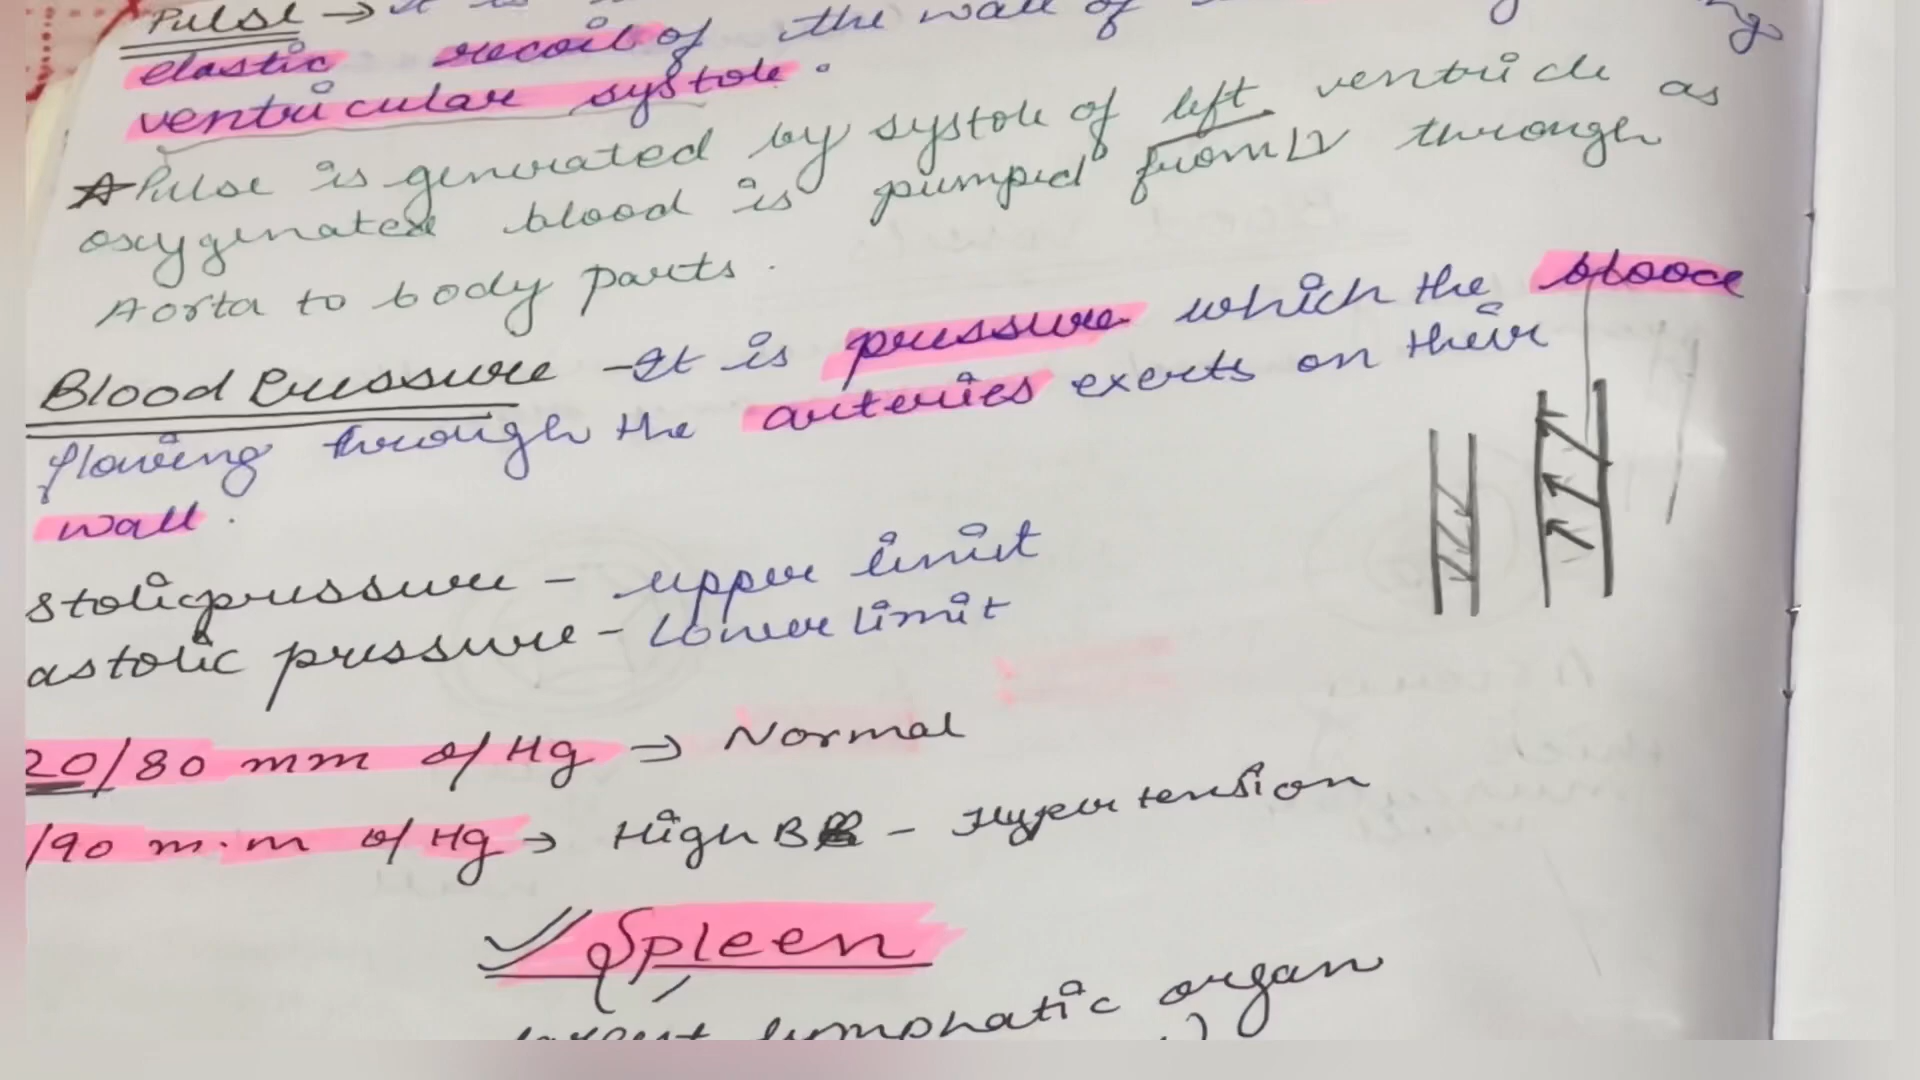 Pulse → It is
elastic recoil of the wall of
ventricular systole.
Pulse is generated by systole of left ventricle as
oxygenated blood is pumped from LV through
Aorta to body parts.
Blood Pressure - It is pressure which the blood
flowing through the arteries exerts on their
wall.
stolic pressure - upper limit
astolic pressure - Lower limit
20/80 mm of Hg → Normal
/90 m.m of Hg → High B - Hypertension
Spleen
largest lymphatic organ